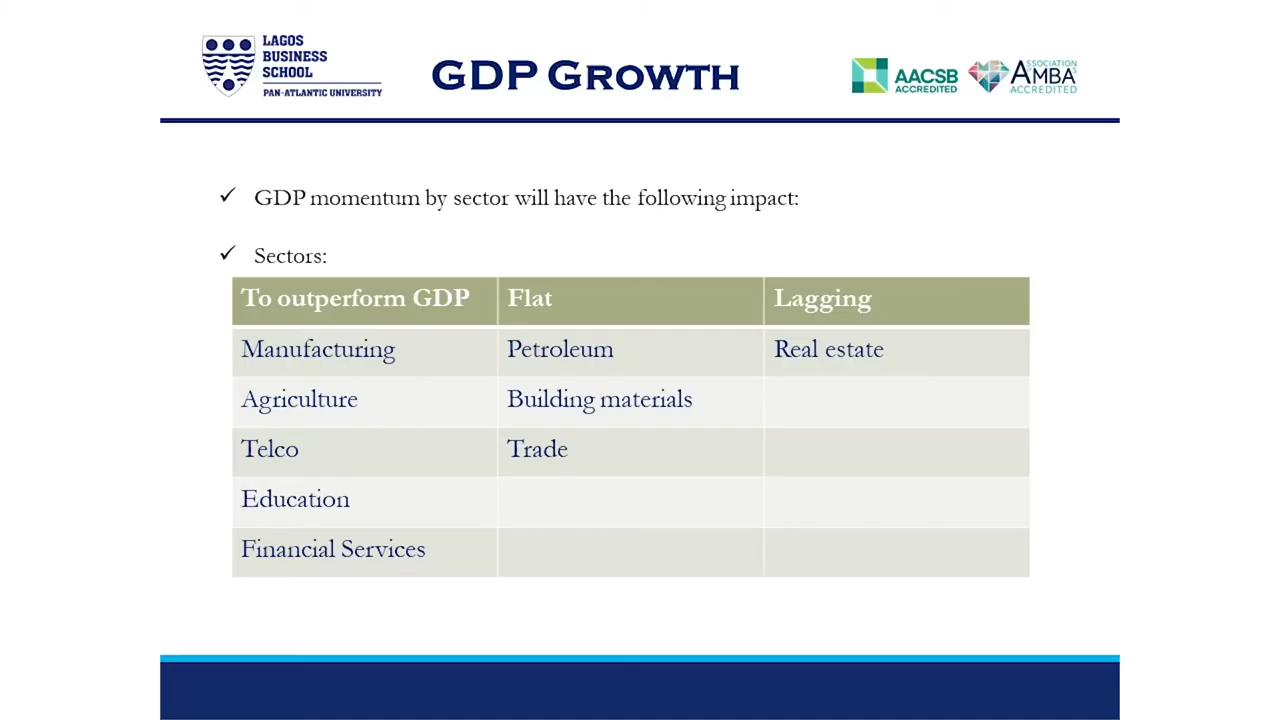 LAGOS
BUSINESS
SCHOOL
PAN-ATLANTIC UNIVERSITY
GDP GROWTH
AACSB
ACCREDITED
ASSOCIATION
AMBA'S
ACCREDITED
✓ GDP momentum by sector will have the following impact:
✓ Sectors:
To outperform GDP Flat Lagging
Manufacturing Petroleum Real estate
Agriculture Building materials
Telco Trade
Education
Financial Services